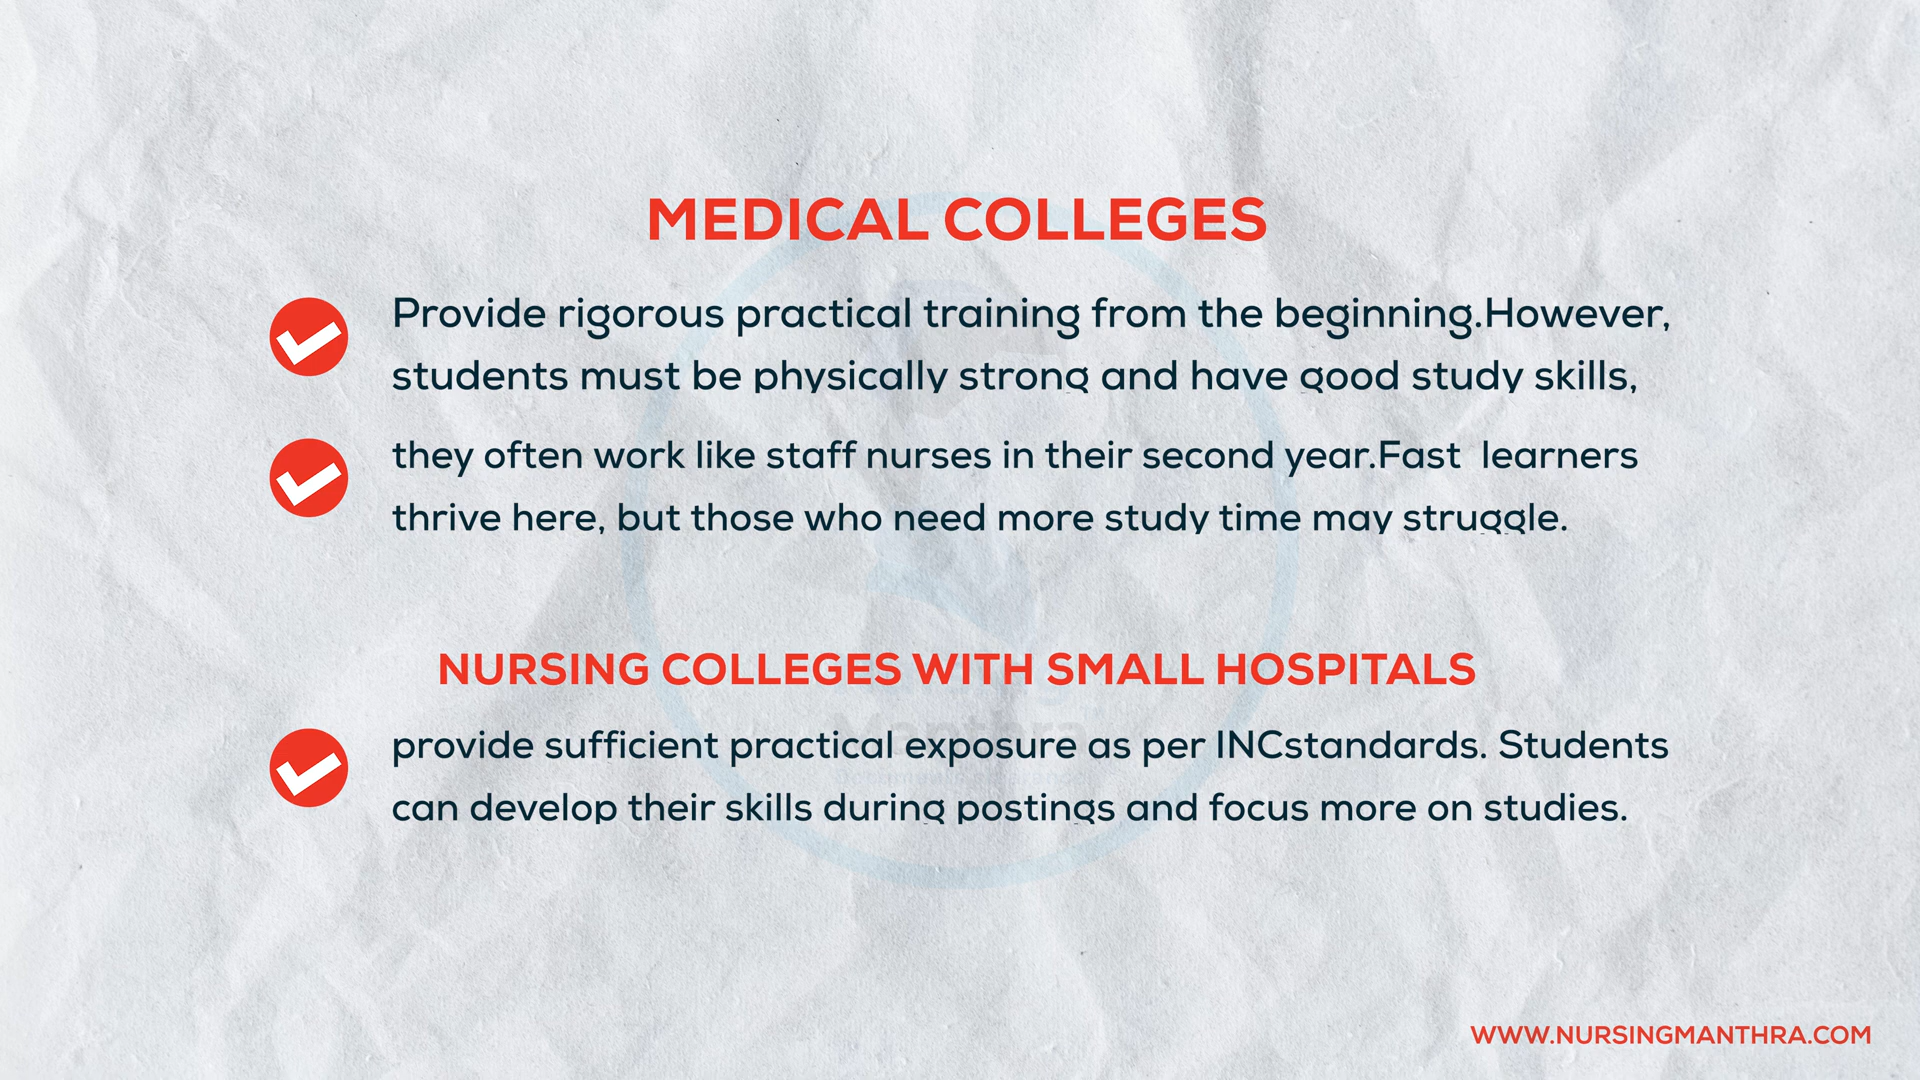 MEDICAL COLLEGES
Provide rigorous practical training from the beginning.However,
students must be physically strong and have good study skills,
they often work like staff nurses in their second year.Fast  learners
thrive here, but those who need more study time may struggle.
NURSING COLLEGES WITH SMALL HOSPITALS
Manthra
provide sufficient practical exposure as per INCstandards. Students
can develop their skills during postings and focus more on studies.
WWW.NURSINGMANTHRA.COM